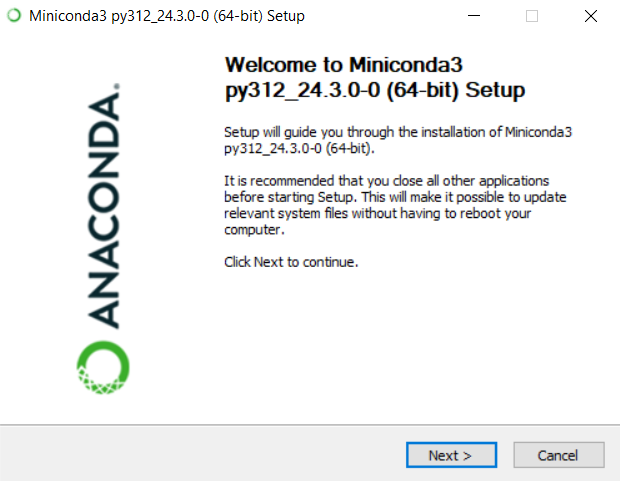 Miniconda3 py312_24.3.0-0 (64-bit) Setup
ANACONDA.
Welcome to Miniconda3
py312_24.3.0-0 (64-bit) Setup
Setup will guide you through the installation of Miniconda3
py312_24.3.0-0 (64-bit).
It is recommended that you close all other applications
before starting Setup. This will make it possible to update
relevant system files without having to reboot your
computer.
Click Next to continue.
Next >
Cancel